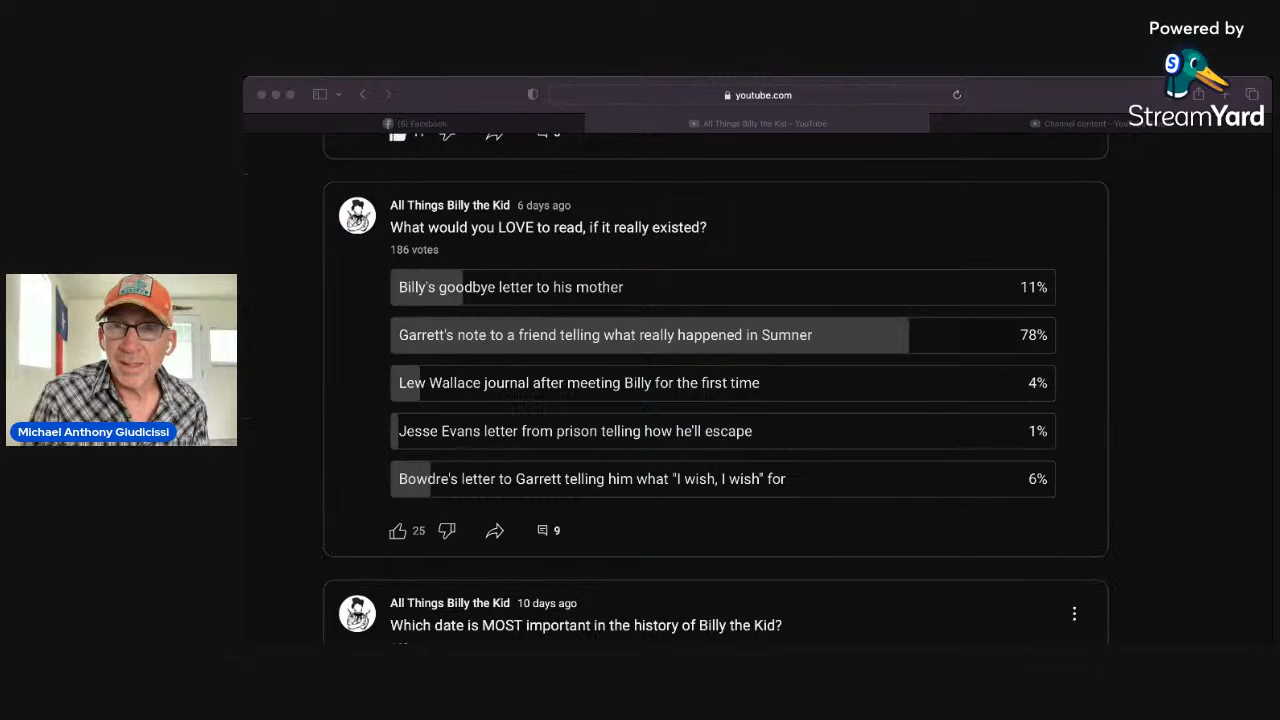 Powered by
StreamYard
youtube.com
(6) Facebook
All Things Billy the Kid - YouTube
All Things Billy the Kid 6 days ago
What would you LOVE to read, if it really existed?
186 votes
Billy's goodbye letter to his mother 11%
Garrett's note to a friend telling what really happened in Sumner 78%
Lew Wallace journal after meeting Billy for the first time 4%
Jesse Evans letter from prison telling how he'll escape 1%
Bowdre's letter to Garrett telling him what "I wish, I wish" for 6%
25 9
Michael Anthony Giudicissi
All Things Billy the Kid 10 days ago
Which date is MOST important in the history of Billy the Kid?